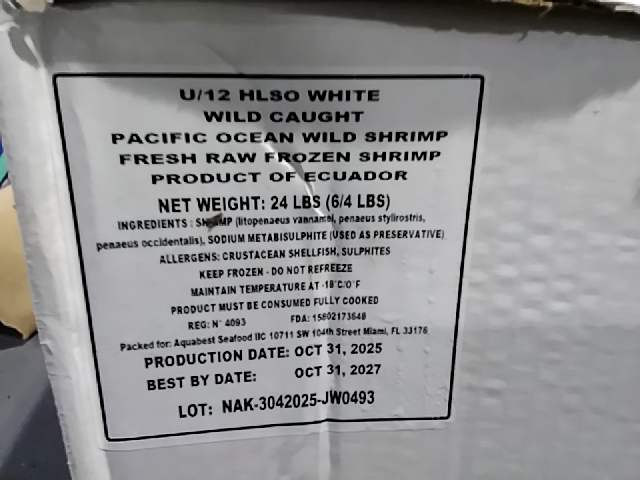 U/12 HLSO WHITE
WILD CAUGHT
PACIFIC OCEAN WILD SHRIMP
FRESH RAW FROZEN SHRIMP
PRODUCT OF ECUADOR
NET WEIGHT: 24 LBS (6/4 LBS)
INGREDIENTS : SHRIMP (litopenaeus vannamei, penaeus stylirostris,
penaeus occidentalis), SODIUM METABISULPHITE (USED AS PRESERVATIVE)
ALLERGENS: CRUSTACEAN SHELLFISH, SULPHITES
KEEP FROZEN - DO NOT REFREEZE
MAINTAIN TEMPERATURE AT -18°C/0°F
PRODUCT MUST BE CONSUMED FULLY COOKED
REG: N° 4093 FDA: 15802173648
Packed for: Aquabest Seafood llC 10711 SW 104th Street Miami, FL 33176
PRODUCTION DATE: OCT 31, 2025
BEST BY DATE: OCT 31, 2027
LOT: NAK-3042025-JW0493